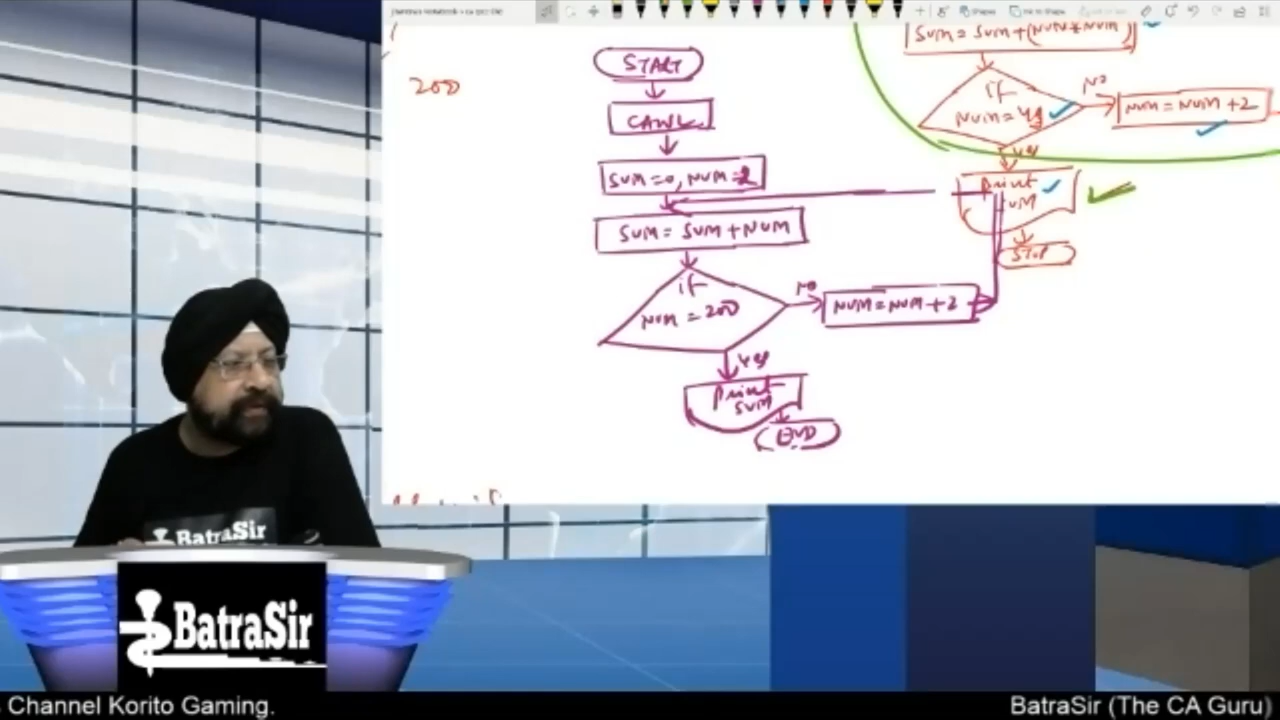 200
START
CAWL
SUM = 0, NUM = 2
SUM = SUM + NUM
if
NUM = 200
NO
NUM = NUM + 2
Yes
Print
SUM
END
SUM = SUM + (NUM * NUM)
if
NUM = 49
NO
NUM = NUM + 2
Yes
Print
SUM
STOP
BatraSir
BatraSir
Channel Korito Gaming.
BatraSir (The CA Guru)